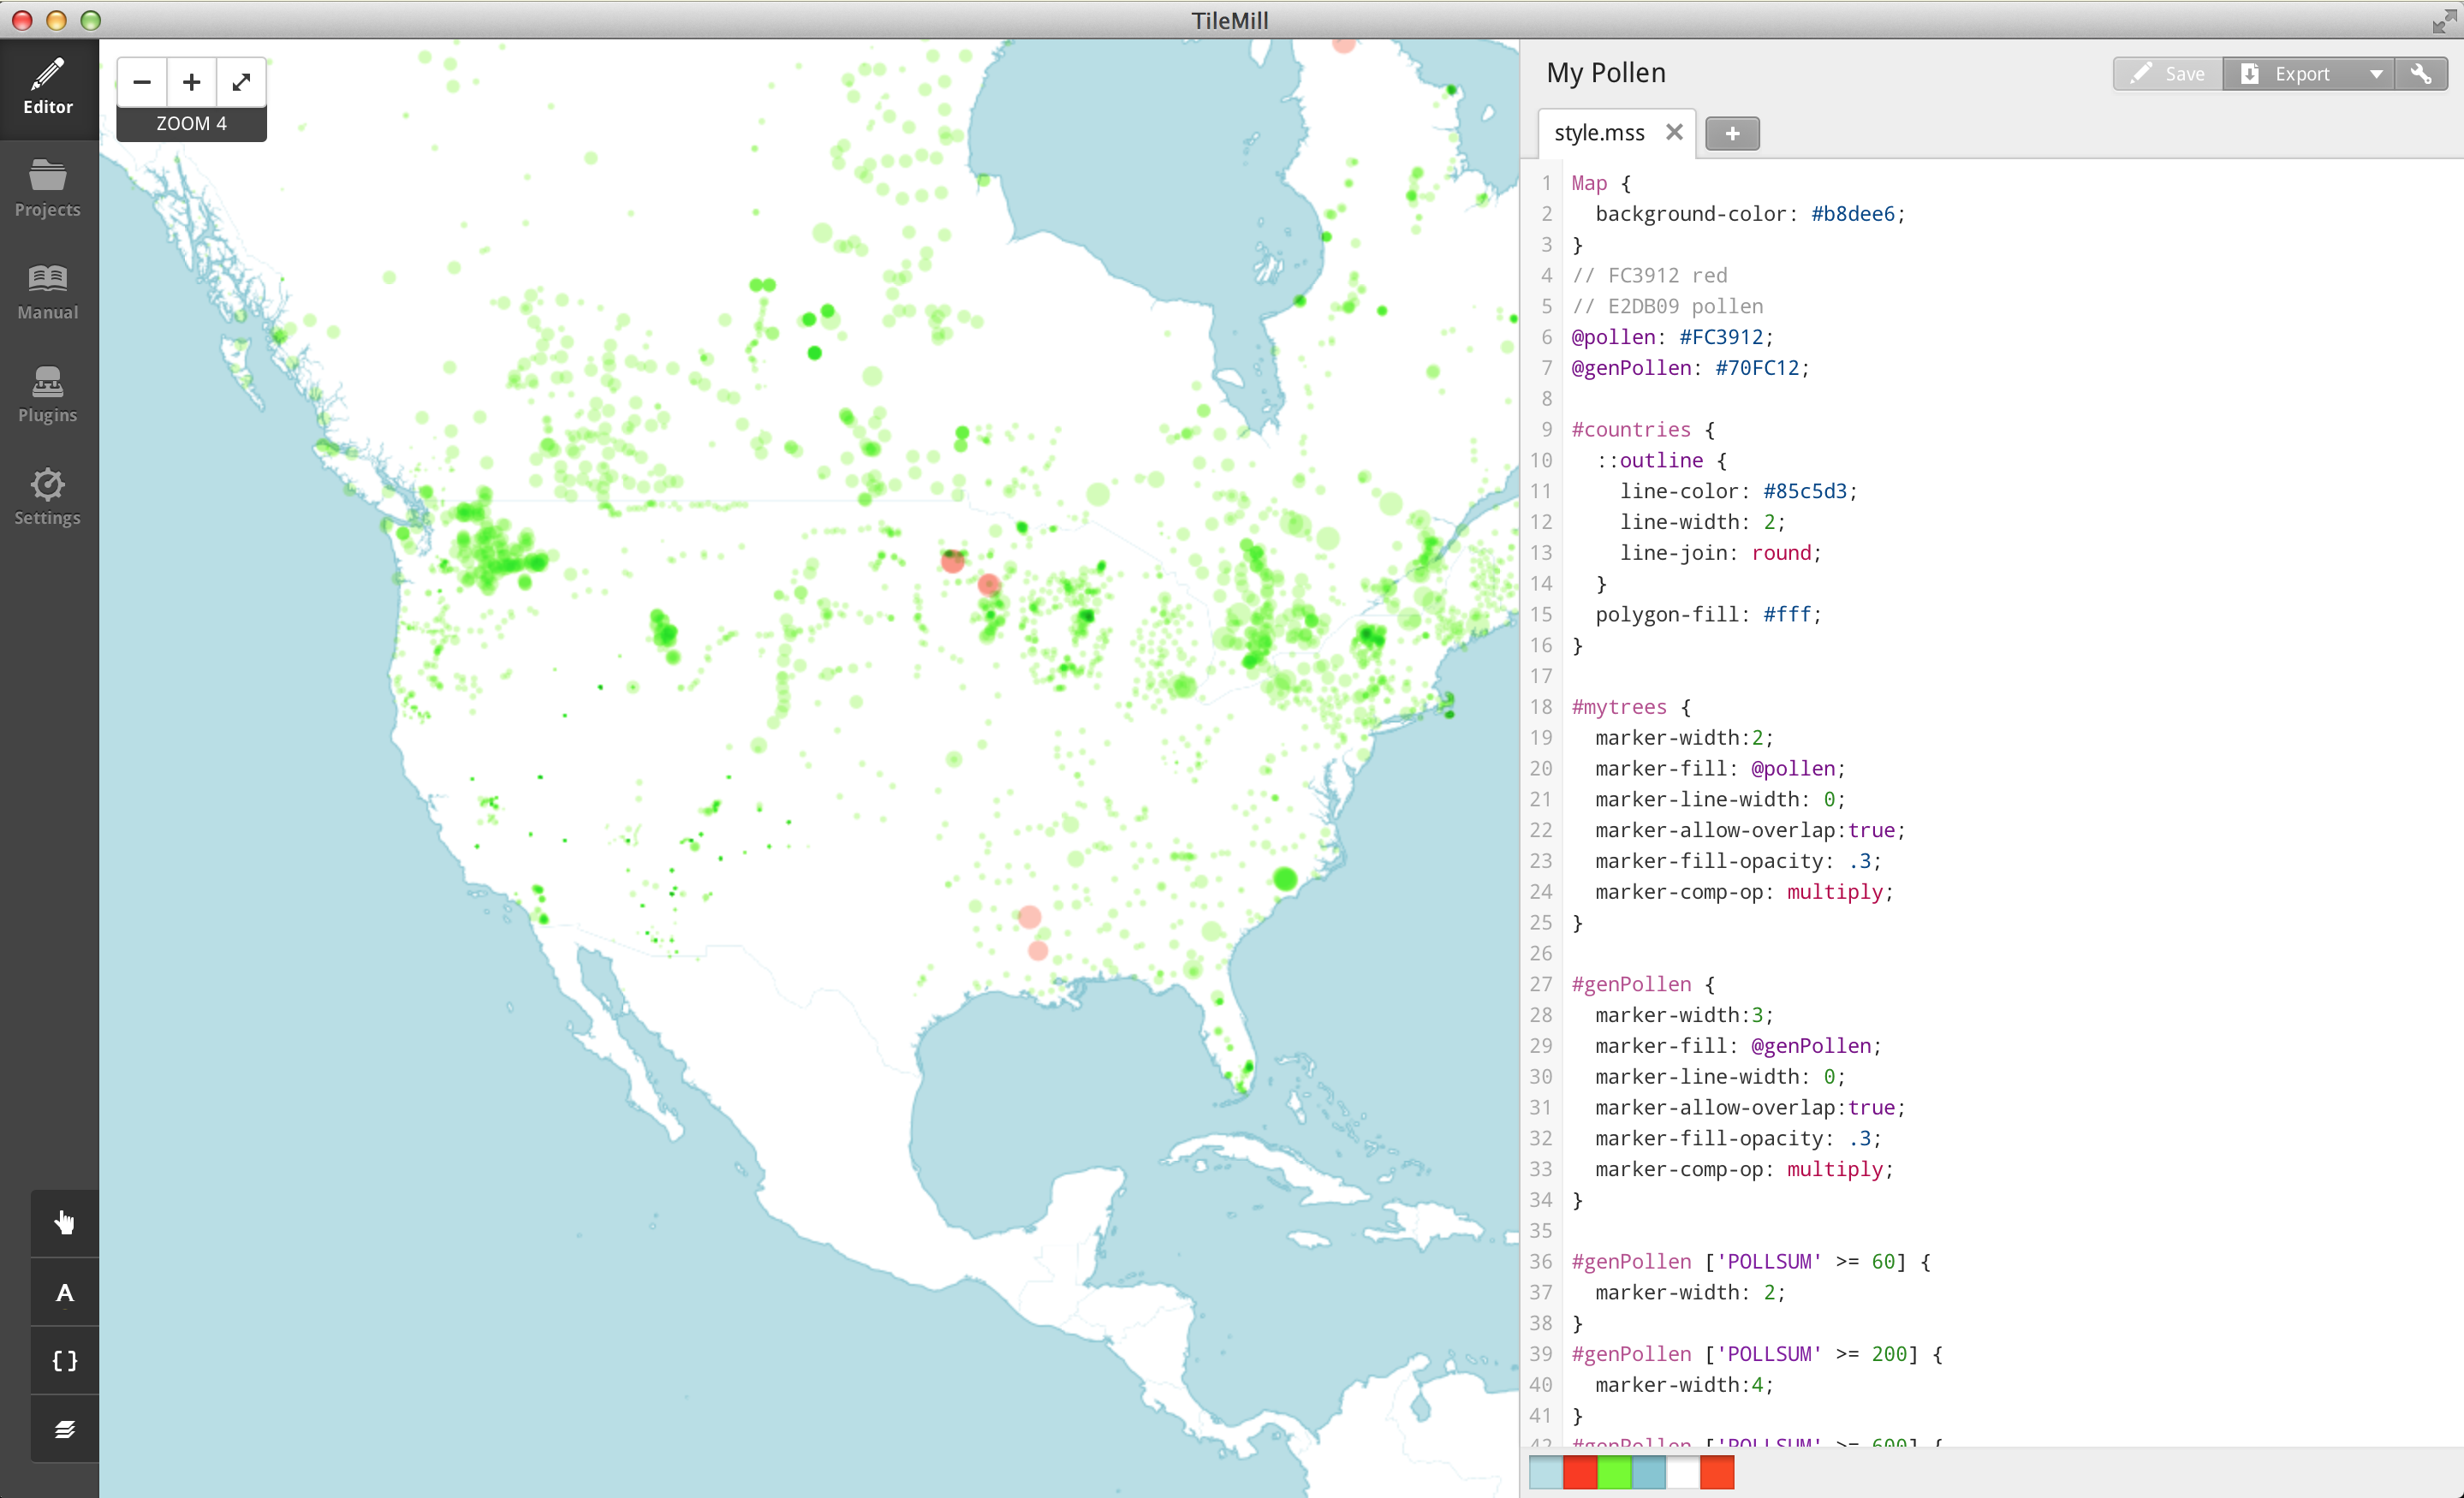 TileMill
Editor
Projects
Manual
Plugins
Settings
ZOOM 4
A
{ }
My Pollen
Save
Export
style.mss
1 Map {
2 background-color: #b8dee6;
3 }
4 // FC3912 red
5 // E2DB09 pollen
6 @pollen: #FC3912;
7 @genPollen: #70FC12;
8
9 #countries {
10 ::outline {
11 line-color: #85c5d3;
12 line-width: 2;
13 line-join: round;
14 }
15 polygon-fill: #fff;
16 }
17
18 #mytrees {
19 marker-width:2;
20 marker-fill: @pollen;
21 marker-line-width: 0;
22 marker-allow-overlap:true;
23 marker-fill-opacity: .3;
24 marker-comp-op: multiply;
25 }
26
27 #genPollen {
28 marker-width:3;
29 marker-fill: @genPollen;
30 marker-line-width: 0;
31 marker-allow-overlap:true;
32 marker-fill-opacity: .3;
33 marker-comp-op: multiply;
34 }
35
36 #genPollen ['POLLSUM' >= 60] {
37 marker-width: 2;
38 }
39 #genPollen ['POLLSUM' >= 200] {
40 marker-width:4;
41 }
42 #genPollen ['POLLSUM' >= 600] {